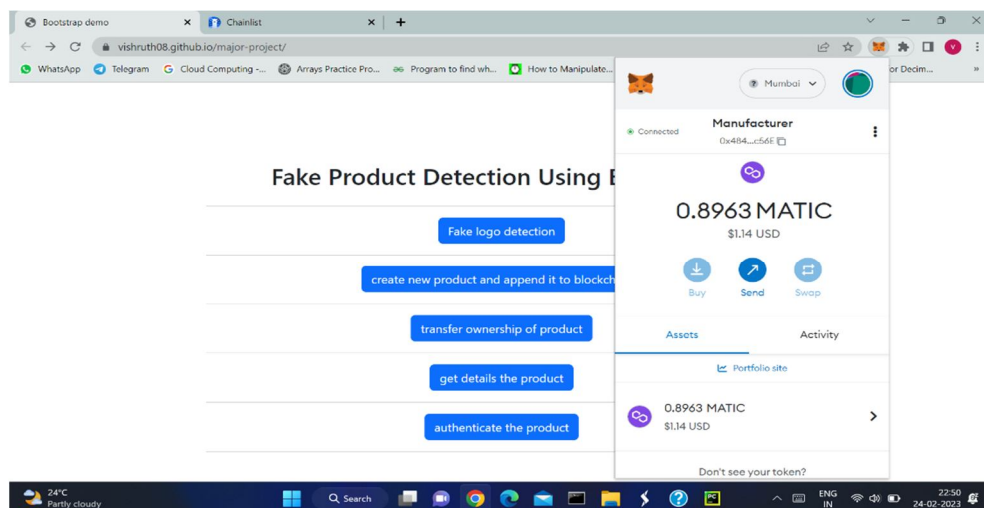 Bootstrap demo
Chainlist
vishruth08.github.io/major-project/
WhatsApp
Telegram
Cloud Computing -...
Arrays Practice Pro...
Program to find wh...
How to Manipulate...
or Decim...
Mumbai
Connected
Manufacturer
0x484...c56E
0.8963 MATIC
$1.14 USD
Buy
Send
Swap
Assets
Activity
Portfolio site
0.8963 MATIC
$1.14 USD
Don't see your token?
Fake Product Detection Using
Fake logo detection
create new product and append it to blockch
transfer ownership of product
get details the product
authenticate the product
24°C
Partly cloudy
Search
ENG
IN
22:50
24-02-2023